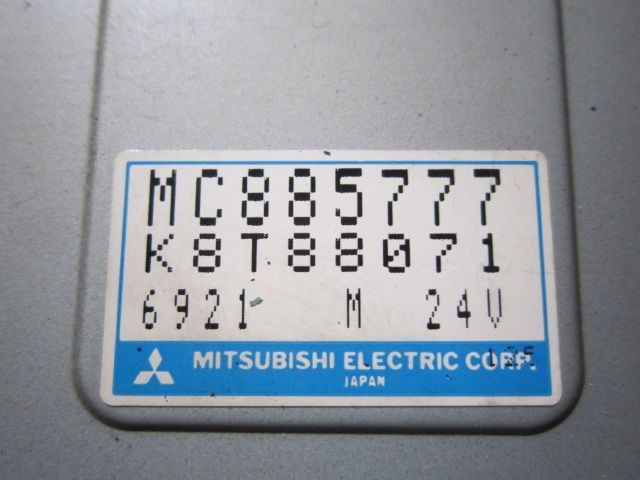 MC885777
K8T88071
6921 M 24V
MITSUBISHI ELECTRIC CORP.
JAPAN